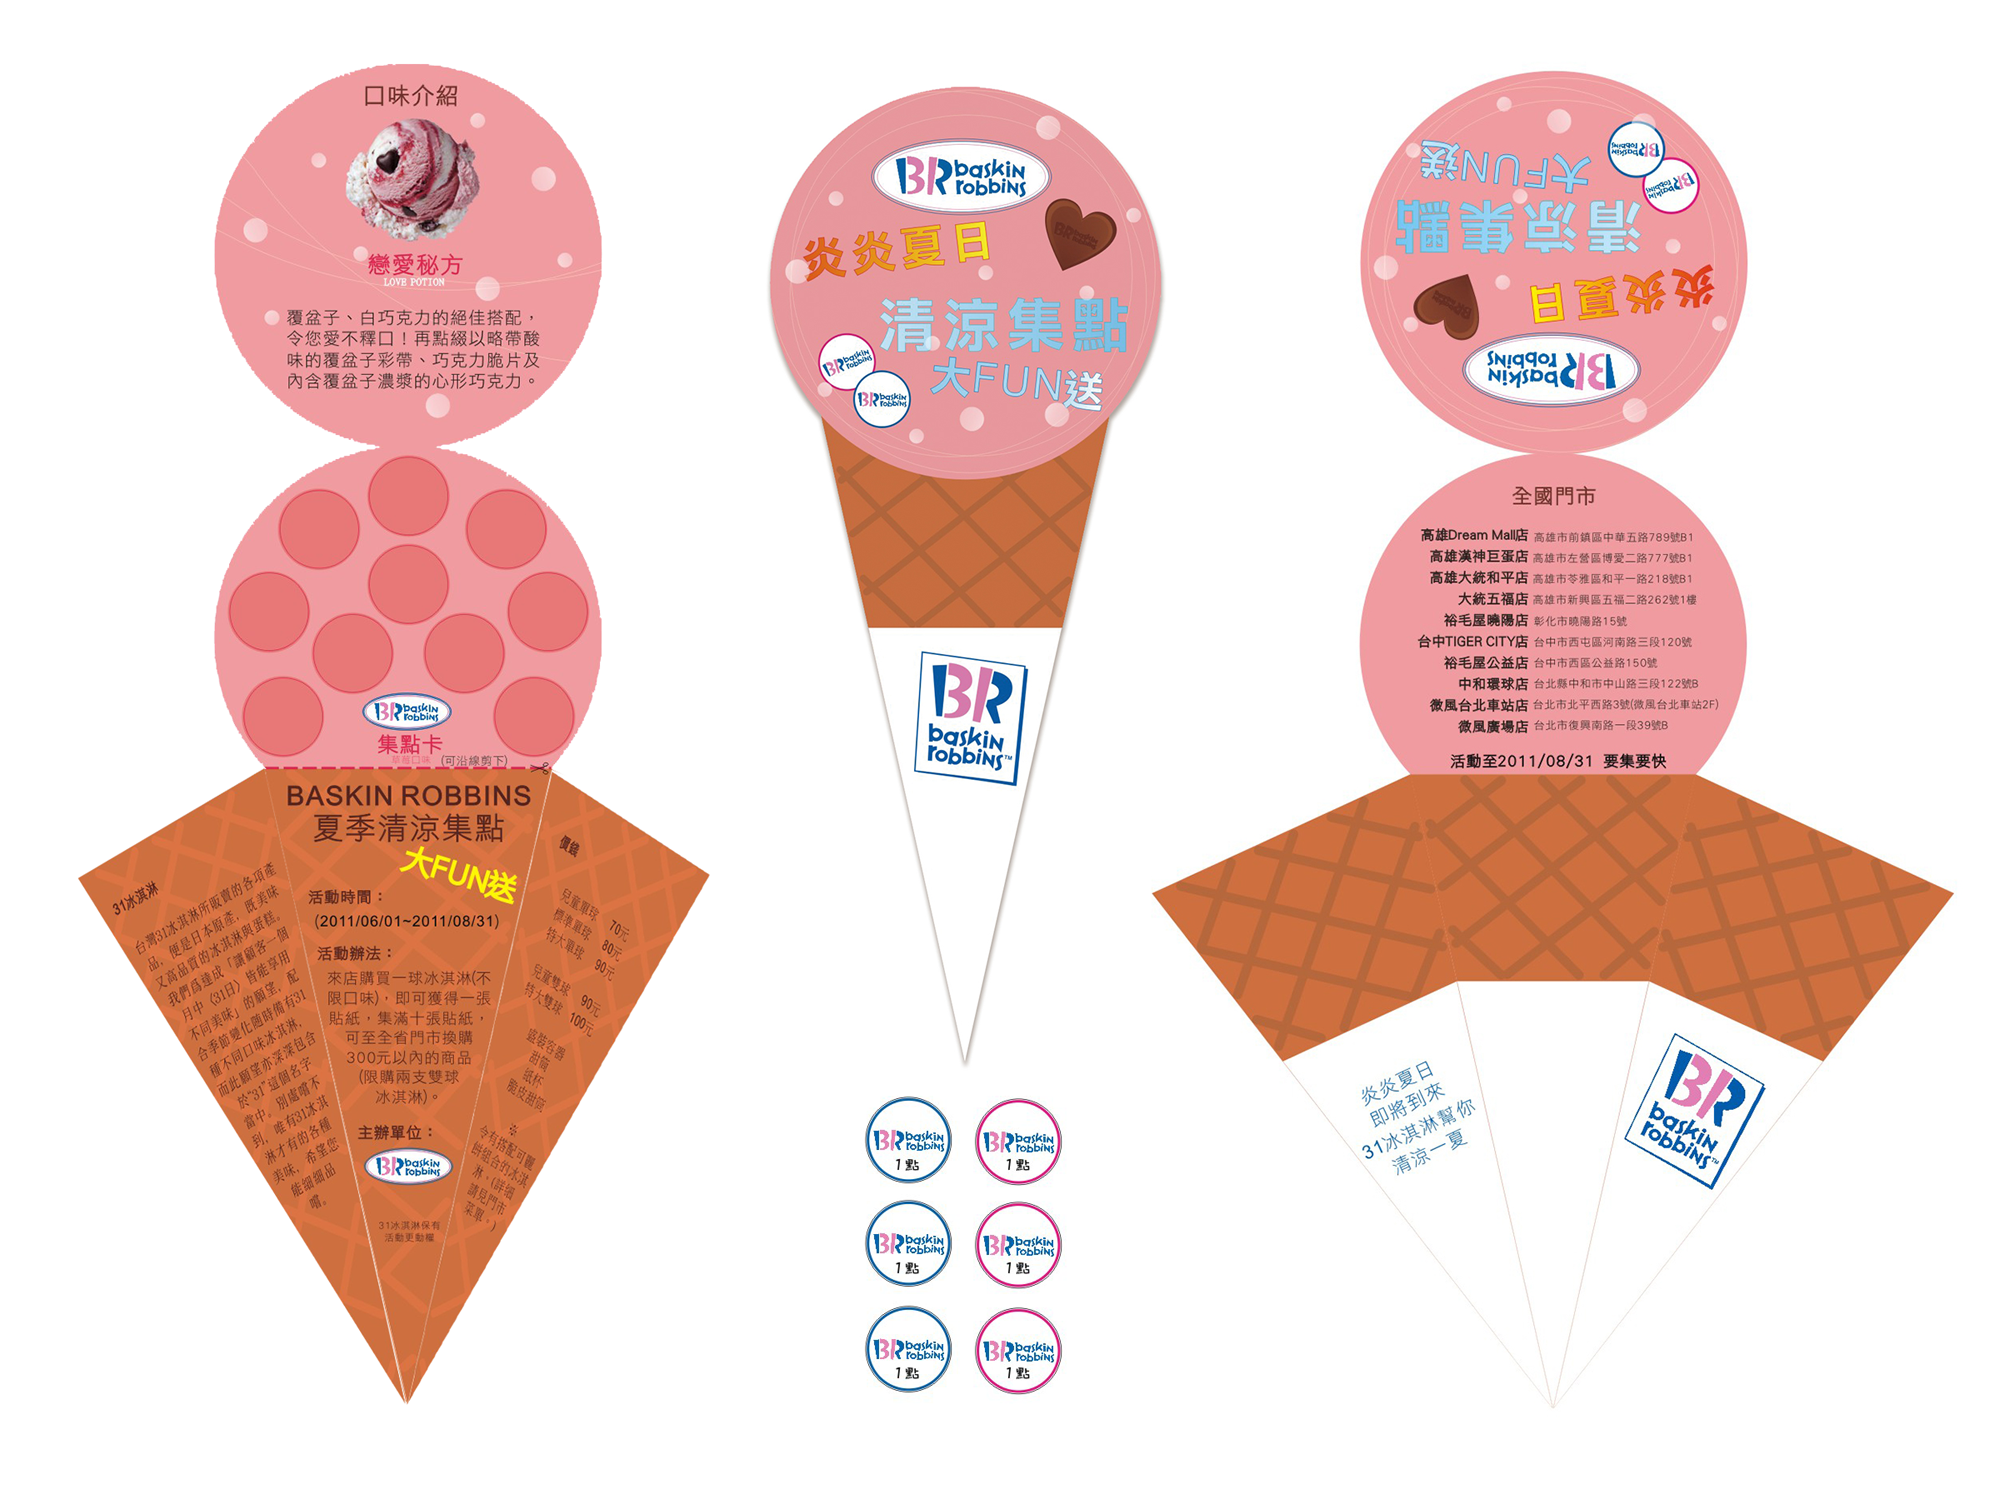 口味介紹
戀愛秘方
LOVE POTION
覆盆子、白巧克力的絕佳搭配，
令您愛不釋口！再點綴以略帶酸
味的覆盆子彩帶、巧克力脆片及
內含覆盆子濃漿的心形巧克力。
BR baskin robbins
集點卡
草莓口味
(可沿線剪下)
BASKIN ROBBINS
夏季清涼集點
大FUN送
活動時間：
(2011/06/01~2011/08/31)
活動辦法：
來店購買一球冰淇淋(不
限口味)，即可獲得一張
貼紙，集滿十張貼紙，
可至全省門市換購
300元以內的商品
(限購兩支雙球
冰淇淋)。
主辦單位：
BR baskin robbins
31冰淇淋保有
活動更動權
31冰淇淋
台灣31冰淇淋所販賣的各項產
品，便是日本原產，既美味
又高品質的冰淇淋與蛋糕。
我們為達成「讓顧客一個
月中（31日）皆能享用
不同美味」的願望，配
合季節變化隨時備有31
種不同口味冰淇淋，
而此願望亦深深包含
於"31"這個名字
當中，別處嚐不
到，唯有31冰淇
淋才有的各種
美味，希望您
能細細品
嚐。
價錢
兒童單球 70元
標準單球 80元
特大單球 90元
兒童雙球 90元
特大雙球 100元
盛裝容器
甜筒
紙杯
脆皮甜筒
※
今有搭配可麗
餅組合的冰淇
淋、(詳細
請見門市
菜單。)
BR baskin
robbins
炎炎夏日
清涼集點
大FUN送
BR baskin robbins
BR baskin robbins
BR
baskin
robbins™
BR baskin robbins
1點
BR baskin robbins
1點
BR baskin robbins
1點
BR baskin robbins
1點
BR baskin robbins
1點
BR baskin robbins
1點
BR baskin
robbins
炎炎夏日
清涼集點
大FUN送
BR baskin robbins
BR baskin robbins
全國門市
高雄Dream Mall店 高雄市前鎮區中華五路789號B1
高雄漢神巨蛋店 高雄市左營區博愛二路777號B1
高雄大統和平店 高雄市苓雅區和平一路218號B1
大統五福店 高雄市新興區五福二路262號1樓
裕毛屋曉陽店 彰化市曉陽路15號
台中TIGER CITY店 台中市西屯區河南路三段120號
裕毛屋公益店 台中市西區公益路150號
中和環球店 台北縣中和市中山路三段122號B
微風台北車站店 台北市北平西路3號(微風台北車站2F)
微風廣場店 台北市復興南路一段39號B
活動至2011/08/31 要集要快
炎炎夏日
即將到來
31冰淇淋幫你
清涼一夏
BR
baskin
robbins™